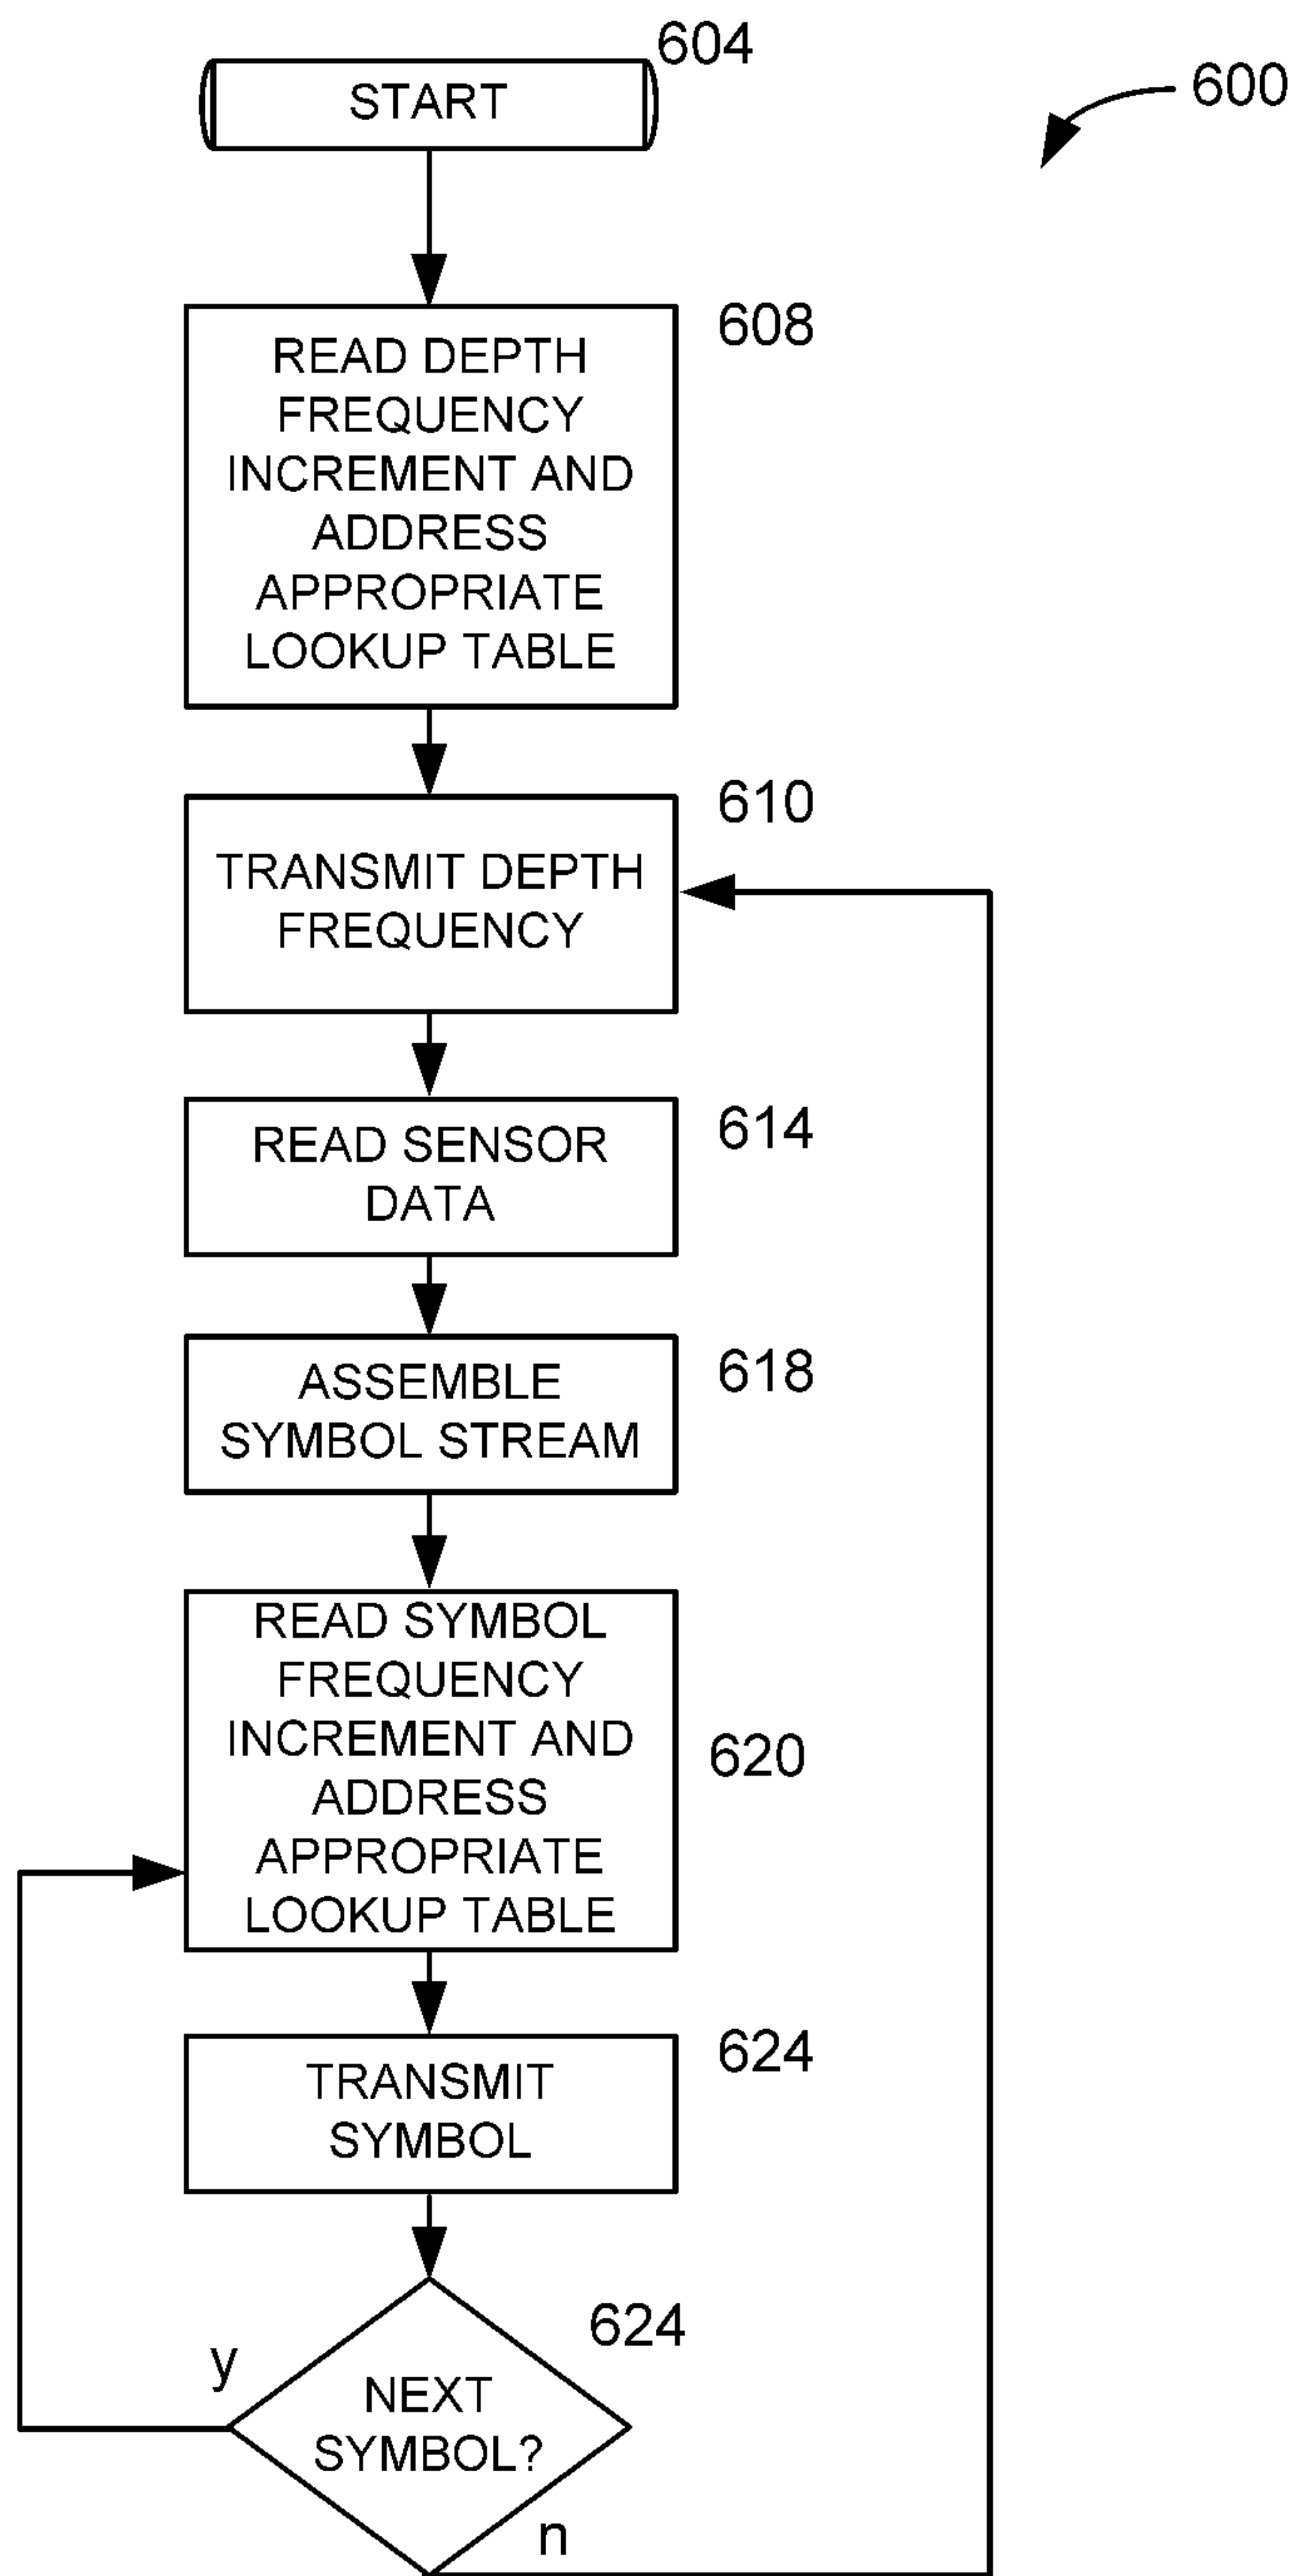 604
START
600
608
READ DEPTH
FREQUENCY
INCREMENT AND
ADDRESS
APPROPRIATE
LOOKUP TABLE
610
TRANSMIT DEPTH
FREQUENCY
614
READ SENSOR
DATA
618
ASSEMBLE
SYMBOL STREAM
READ SYMBOL
FREQUENCY
INCREMENT AND
620
ADDRESS
APPROPRIATE
LOOKUP TABLE
624
TRANSMIT
SYMBOL
624
y
NEXT
SYMBOL?
n